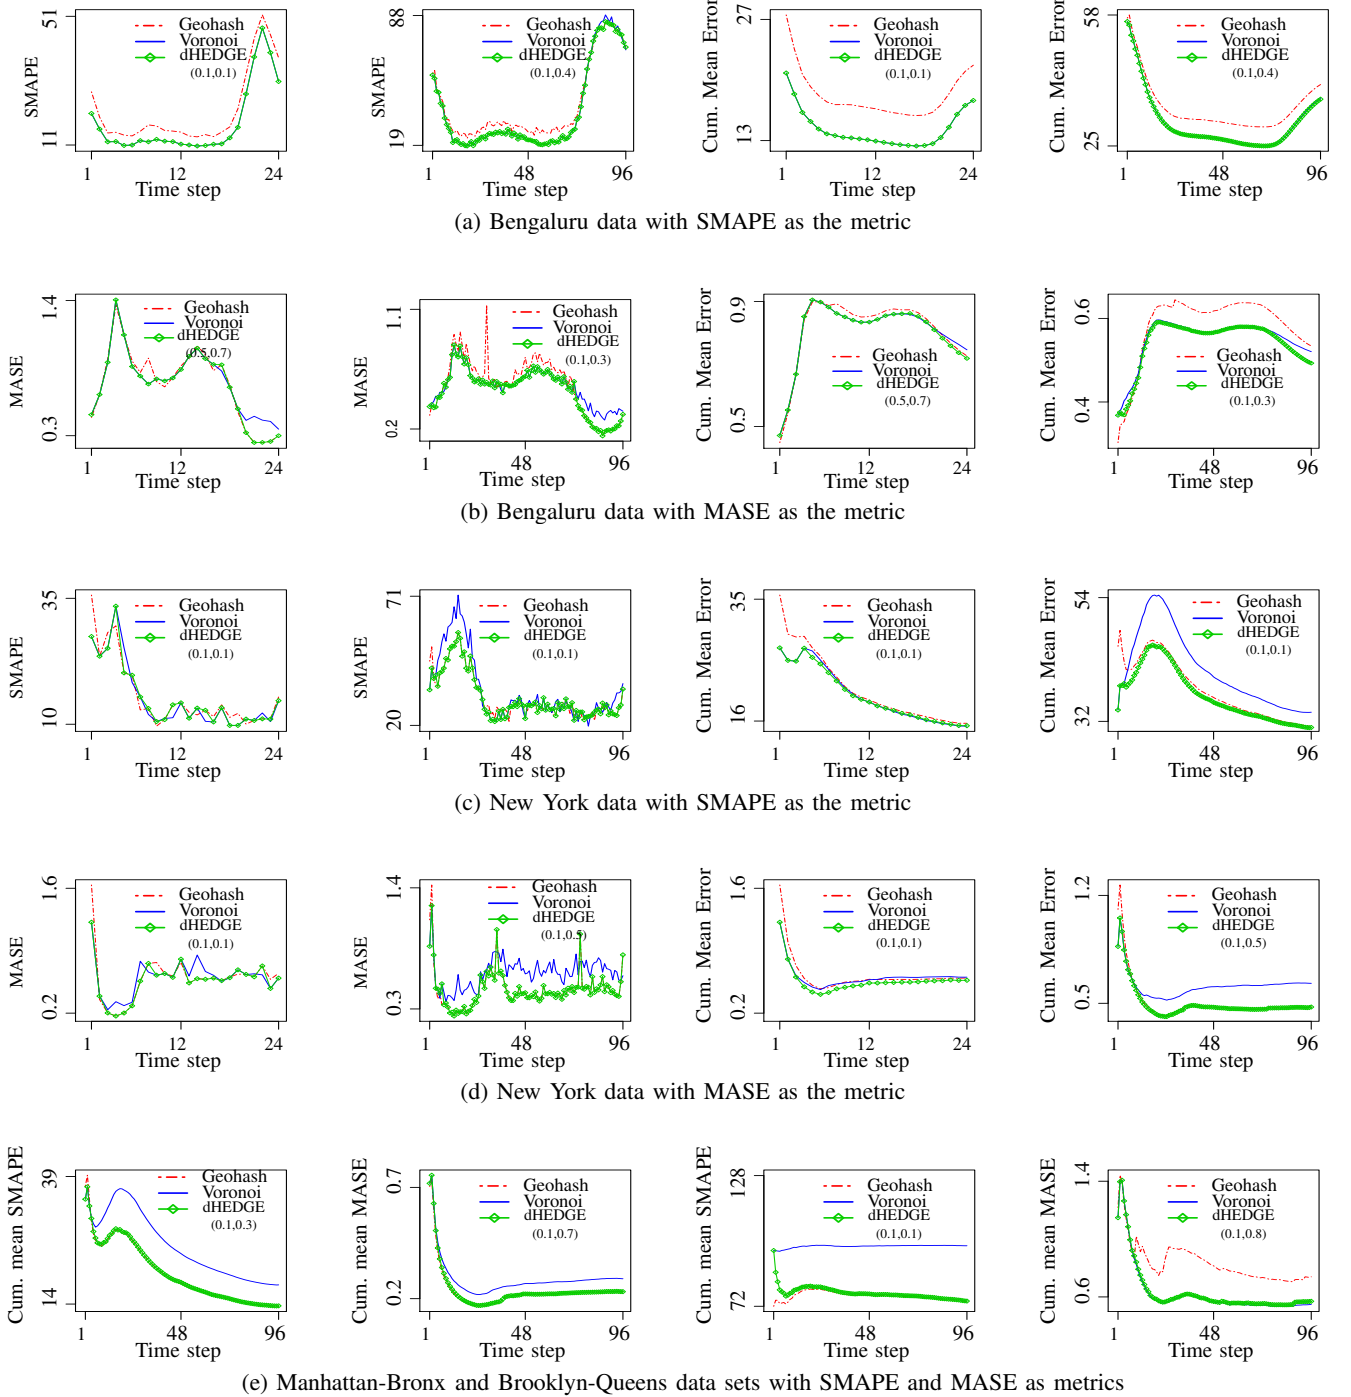 SMAPE
51
11
1
12
24
Time step
Geohash
Voronoi
dHEDGE
(0.1,0.1)
SMAPE
88
19
1
48
96
Time step
Geohash
Voronoi
dHEDGE
(0.1,0.4)
Cum. Mean Error
27
13
1
12
24
Time step
Geohash
Voronoi
dHEDGE
(0.1,0.1)
Cum. Mean Error
58
25
1
48
96
Time step
Geohash
Voronoi
dHEDGE
(0.1,0.4)
(a) Bengaluru data with SMAPE as the metric
MASE
1.4
0.3
1
12
24
Time step
Geohash
Voronoi
dHEDGE
(0.5,0.7)
MASE
1.1
0.2
1
48
96
Time step
Geohash
Voronoi
dHEDGE
(0.1,0.3)
Cum. Mean Error
0.9
0.5
1
12
24
Time step
Geohash
Voronoi
dHEDGE
(0.5,0.7)
Cum. Mean Error
0.6
0.4
1
48
96
Time step
Geohash
Voronoi
dHEDGE
(0.1,0.3)
(b) Bengaluru data with MASE as the metric
SMAPE
35
10
1
12
24
Time step
Geohash
Voronoi
dHEDGE
(0.1,0.1)
SMAPE
71
20
1
48
96
Time step
Geohash
Voronoi
dHEDGE
(0.1,0.1)
Cum. Mean Error
35
16
1
12
24
Time step
Geohash
Voronoi
dHEDGE
(0.1,0.1)
Cum. Mean Error
54
32
1
48
96
Time step
Geohash
Voronoi
dHEDGE
(0.1,0.1)
(c) New York data with SMAPE as the metric
MASE
1.6
0.2
1
12
24
Time step
Geohash
Voronoi
dHEDGE
(0.1,0.1)
MASE
1.4
0.3
1
48
96
Time step
Geohash
Voronoi
dHEDGE
(0.1,0.5)
Cum. Mean Error
1.6
0.2
1
12
24
Time step
Geohash
Voronoi
dHEDGE
(0.1,0.1)
Cum. Mean Error
1.2
0.5
1
48
96
Time step
Geohash
Voronoi
dHEDGE
(0.1,0.5)
(d) New York data with MASE as the metric
Cum. mean SMAPE
39
14
1
48
96
Time step
Geohash
Voronoi
dHEDGE
(0.1,0.3)
Cum. mean MASE
0.7
0.2
1
48
96
Time step
Geohash
Voronoi
dHEDGE
(0.1,0.7)
Cum. mean SMAPE
128
72
1
48
96
Time step
Geohash
Voronoi
dHEDGE
(0.1,0.1)
Cum. mean MASE
1.4
0.6
1
48
96
Time step
Geohash
Voronoi
dHEDGE
(0.1,0.8)
(e) Manhattan-Bronx and Brooklyn-Queens data sets with SMAPE and MASE as metrics